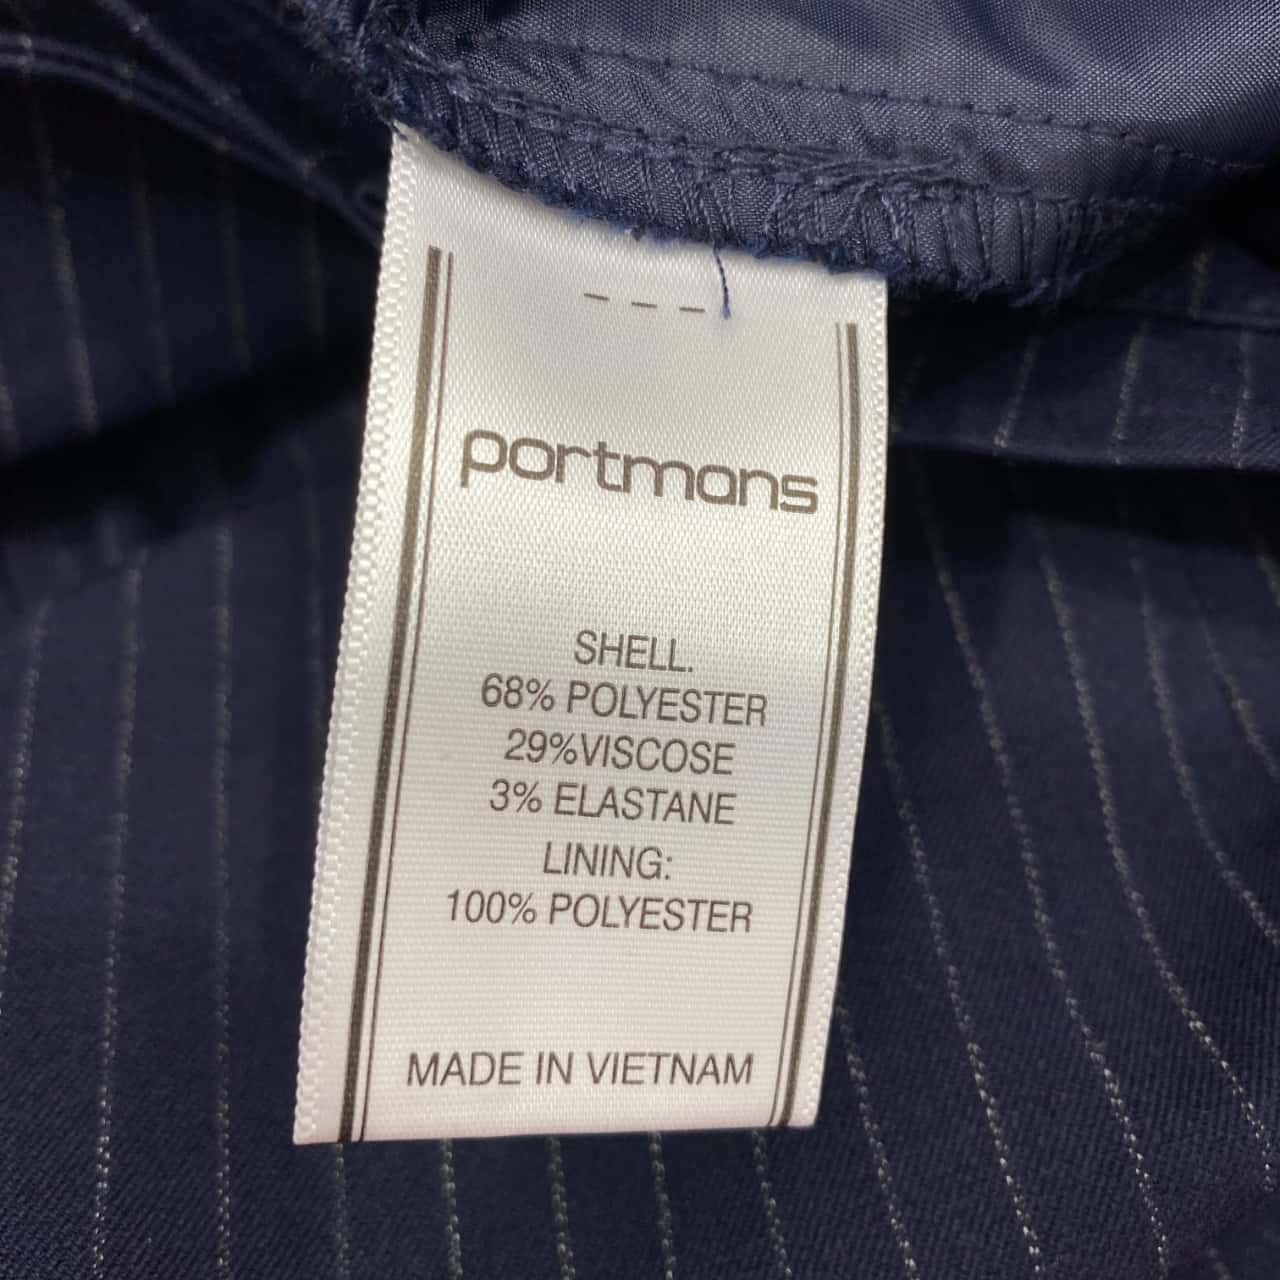 portmans
SHELL.
68% POLYESTER
29%VISCOSE
3% ELASTANE
LINING:
100% POLYESTER
MADE IN VIETNAM